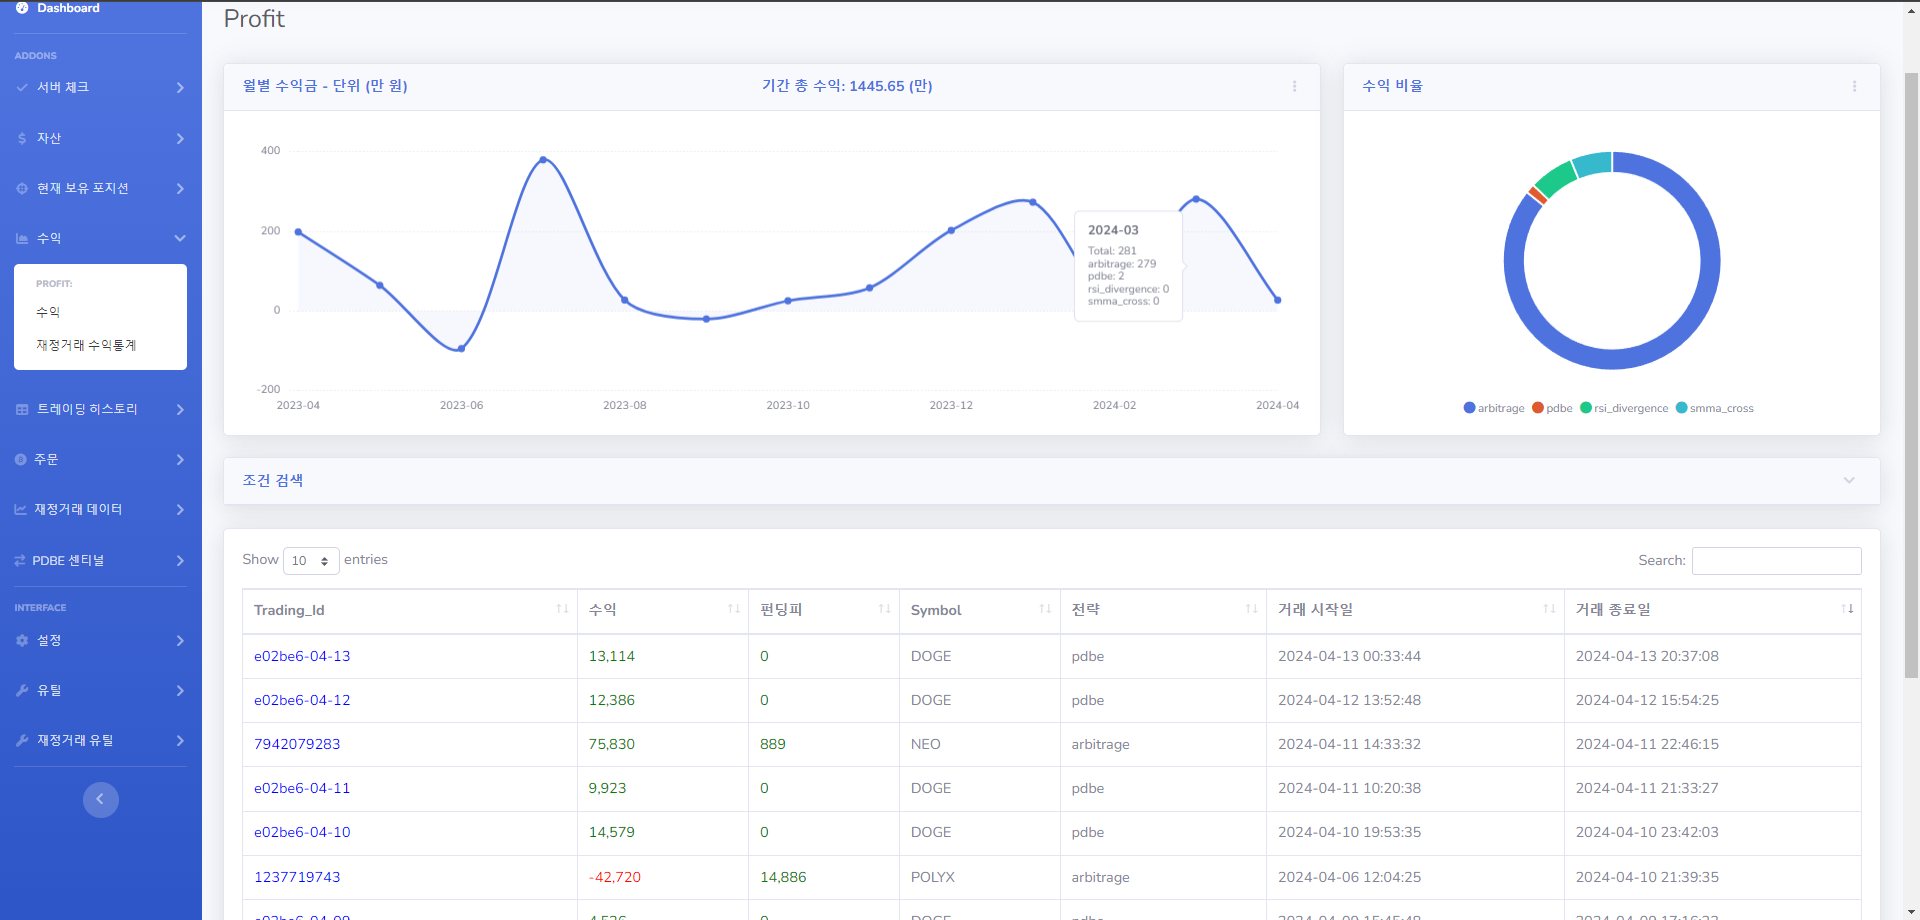 Dashboard
ADDONS
서버 체크
자산
현재 보유 포지션
수익
PROFIT:
수익
재정거래 수익통계
트레이딩 히스토리
주문
재정거래 데이터
PDBE 센티널
INTERFACE
설정
유틸
재정거래 유틸
Profit
월별 수익금 - 단위 (만 원)
기간 총 수익: 1445.65 (만)
400
200
0
-200
2023-04
2023-06
2023-08
2023-10
2023-12
2024-02
2024-04
2024-03
Total: 281
arbitrage: 279
pdbe: 2
rsi_divergence: 0
smma_cross: 0
수익 비율
arbitrage pdbe rsi_divergence smma_cross
조건 검색
Show 10 entries
Search:
Trading_Id 수익 펀딩피 Symbol 전략 거래 시작일 거래 종료일
e02be6-04-13 13,114 0 DOGE pdbe 2024-04-13 00:33:44 2024-04-13 20:37:08
e02be6-04-12 12,386 0 DOGE pdbe 2024-04-12 13:52:48 2024-04-12 15:54:25
7942079283 75,830 889 NEO arbitrage 2024-04-11 14:33:32 2024-04-11 22:46:15
e02be6-04-11 9,923 0 DOGE pdbe 2024-04-11 10:20:38 2024-04-11 21:33:27
e02be6-04-10 14,579 0 DOGE pdbe 2024-04-10 19:53:35 2024-04-10 23:42:03
1237719743 -42,720 14,886 POLYX arbitrage 2024-04-06 12:04:25 2024-04-10 21:39:35